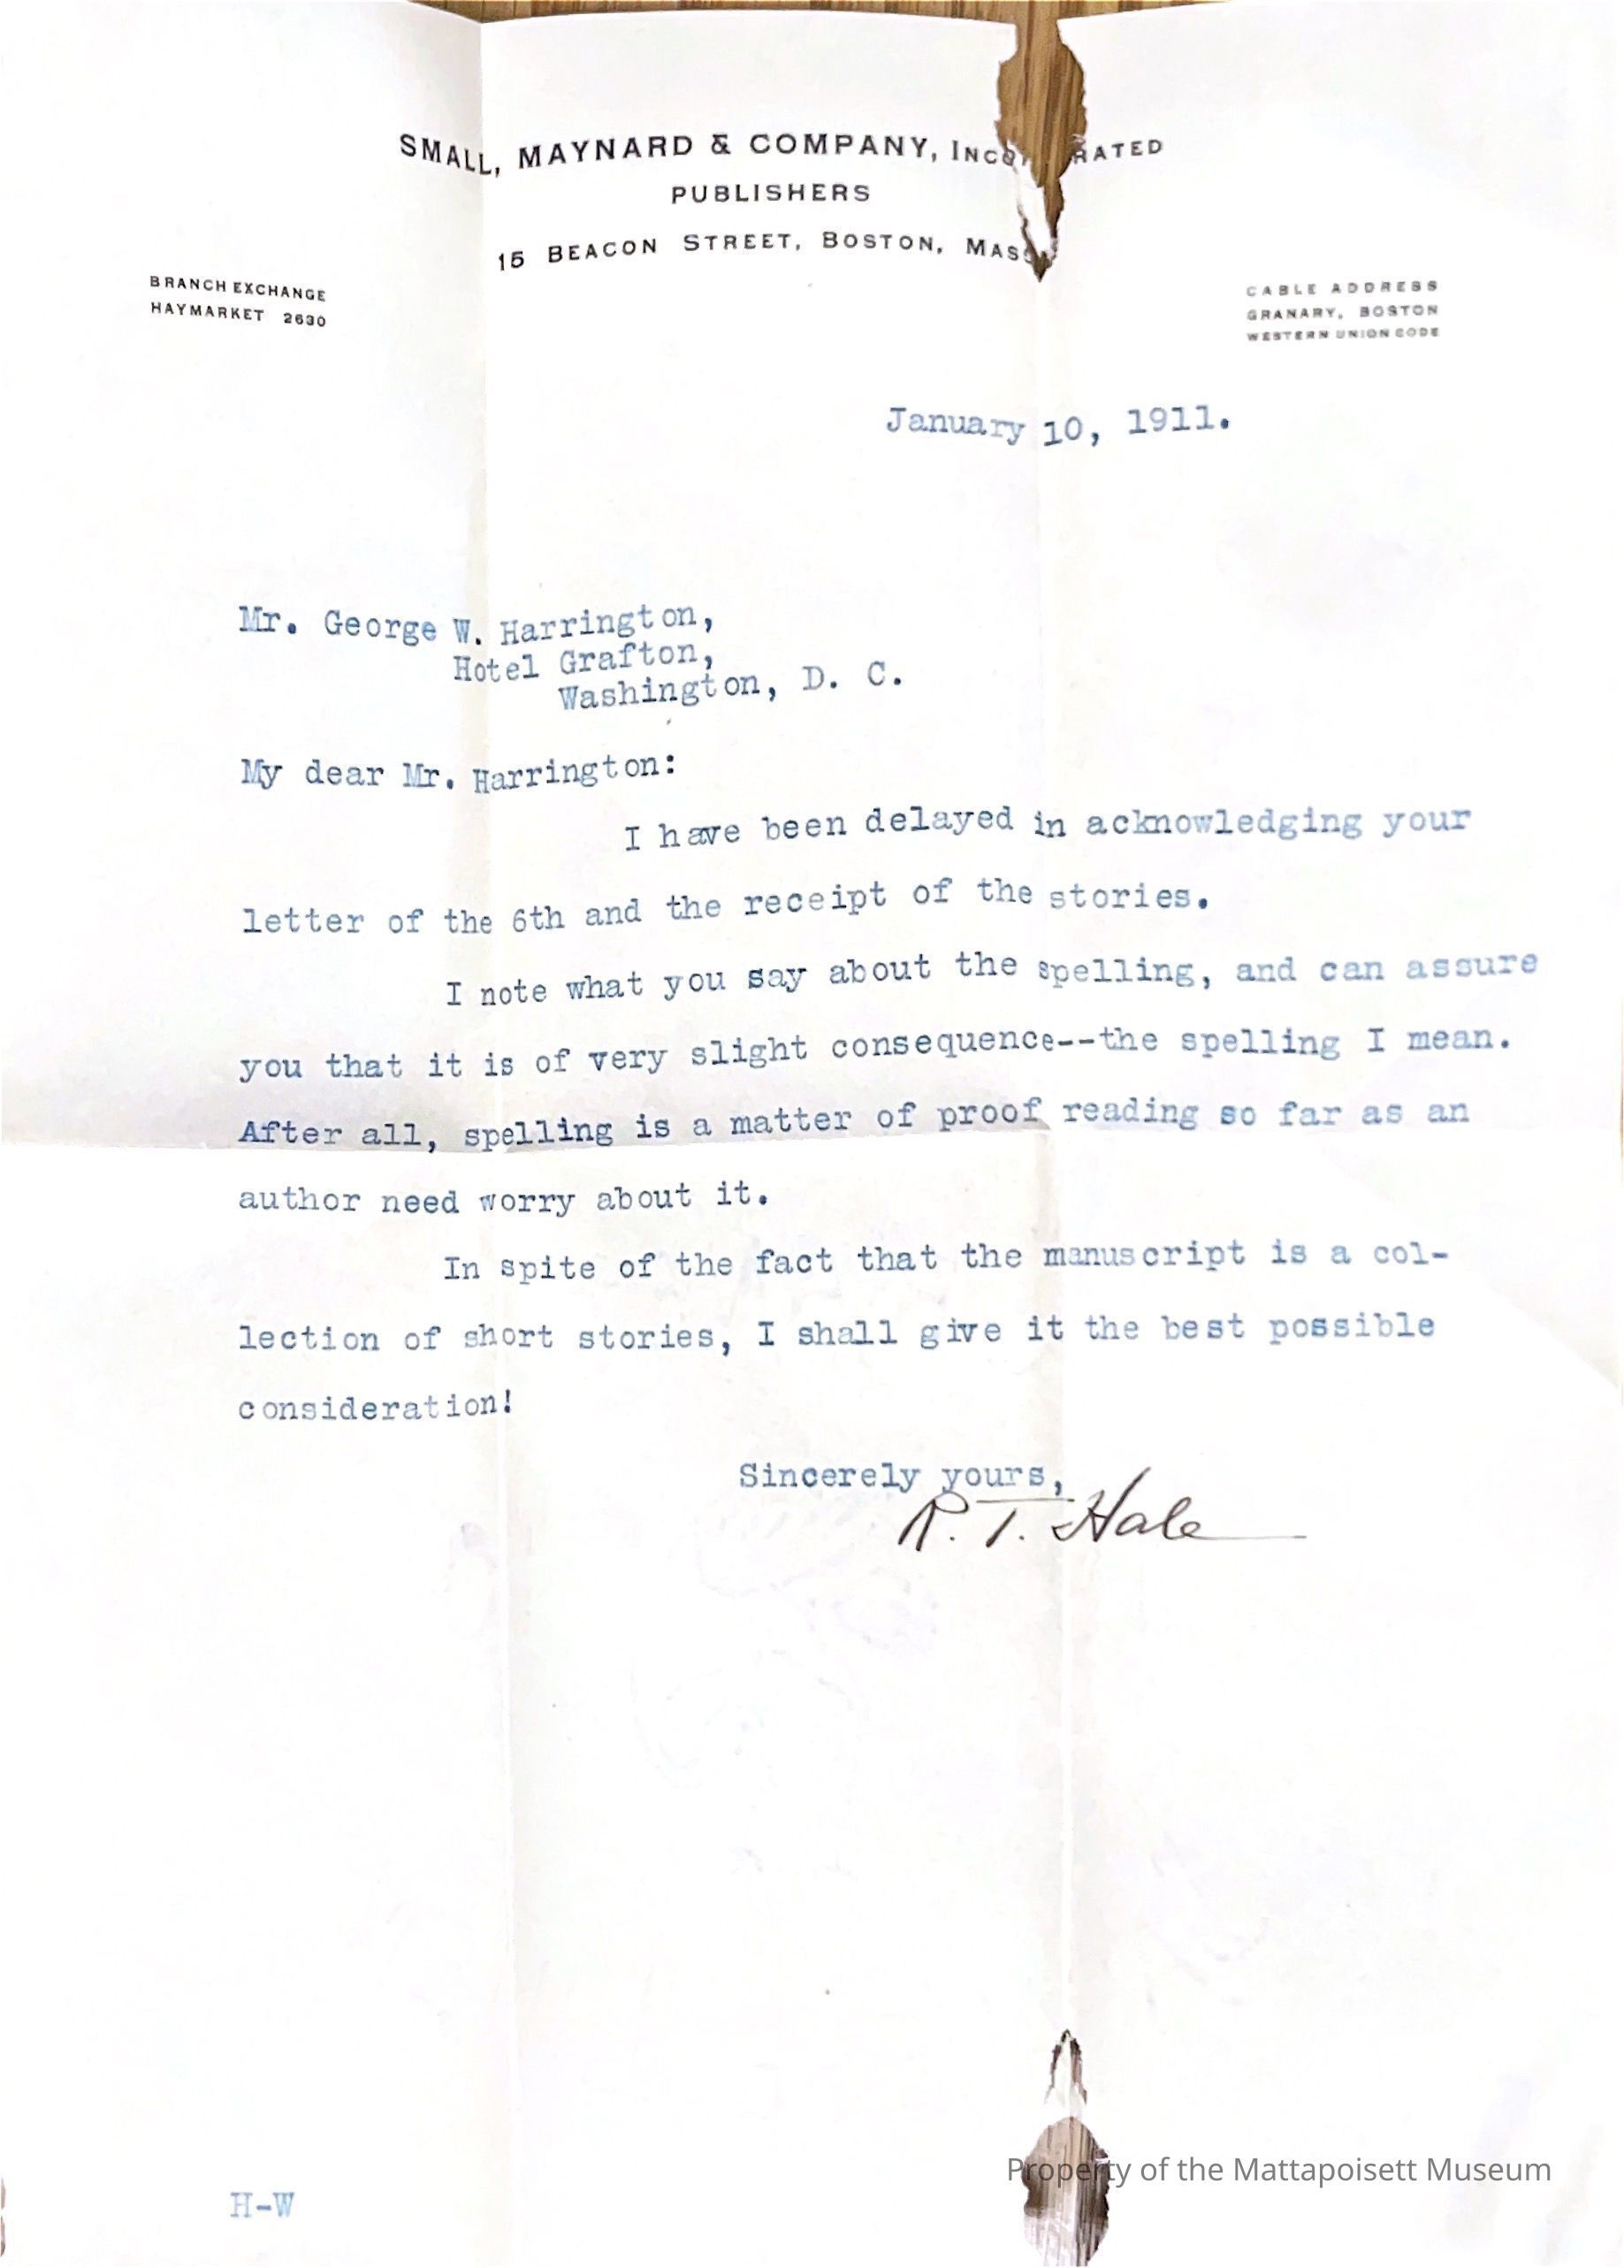 SMALL, MAYNARD & COMPANY,
PUBLISHERS
15 BEACON STREET, BOSTON,
BRANCH EXCHANGE
HAYMARKET 2630
CABLE ADDRESS
GRANARY, BOSTON
WESTERN UNION CODE
January 10, 1911.
Mr. George W. Harrington,
Hotel Grafton,
Washington, D. C.
My dear Mr. Harrington:
I have been delayed in acknowledging your
letter of the 6th and the receipt of the stories.
I note what you say about the spelling, and can assure
you that it is of very slight consequence--the spelling I mean.
After all, spelling is a matter of proof reading so far as an
author need worry about it.
In spite of the fact that the manuscript is a col-
lection of short stories, I shall give it the best possible
consideration!
Sincerely yours,
R. T. Hale
H-W
Property of the Mattapoisett Museum